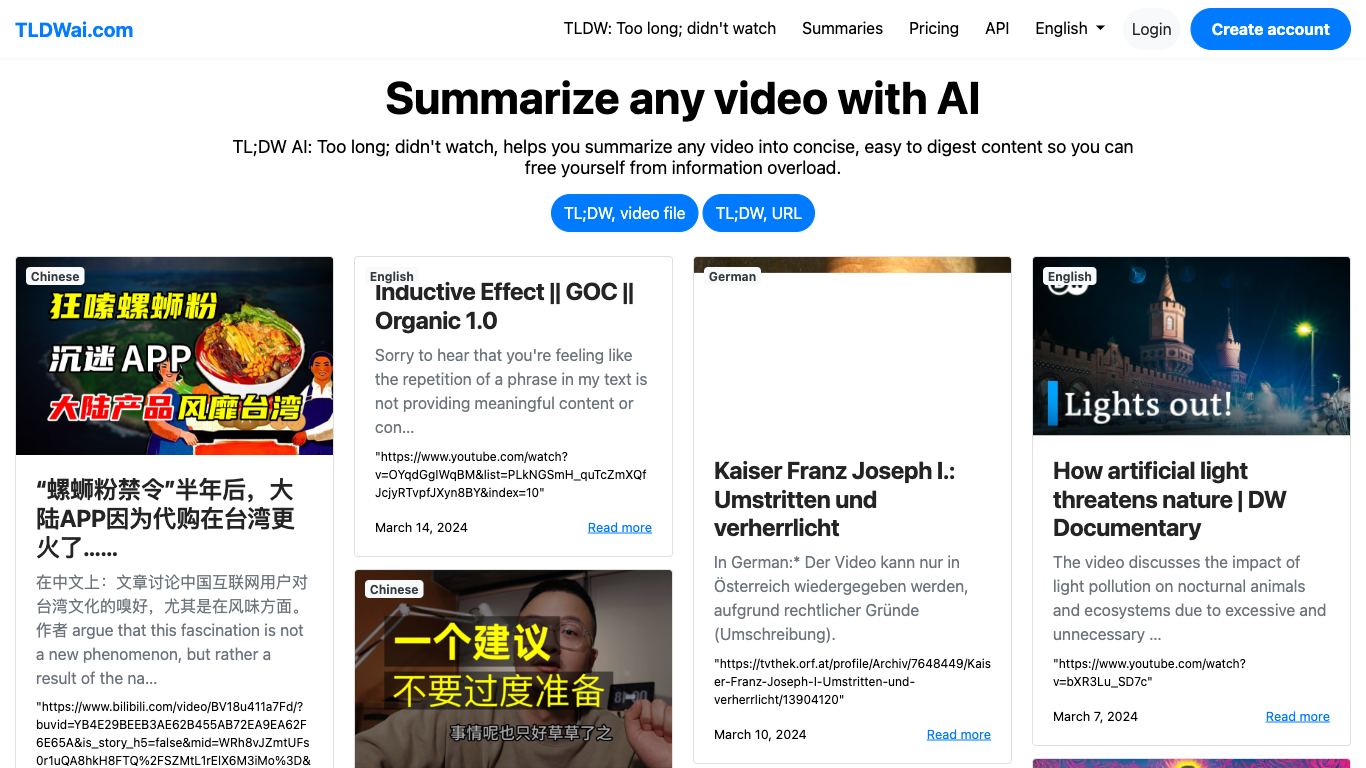 TLDWai.com
TLDW: Too long; didn't watch
Summaries
Pricing
API
English
Login
Create account
Summarize any video with AI
TL;DW AI: Too long; didn't watch, helps you summarize any video into concise, easy to digest content so you can
free yourself from information overload.
TL;DW, video file
TL;DW, URL
Chinese
狂嗦螺蛳粉
沉迷APP
大陆产品风靡台湾
“螺蛳粉禁令”半年后，大
陆APP因为代购在台湾更
火了……
在中文上：文章讨论中国互联网用户对
台湾文化的嗅好，尤其是在风味方面。
作者 argue that this fascination is not
a new phenomenon, but rather a
result of the na...
"https://www.bilibili.com/video/BV18u411a7Fd/?
buvid=YB4E29BEEB3AE62B455AB72EA9EA62F
6E65A&is_story_h5=false&mid=WRh8vJZmtUFs
0r1uQA8hkH8FTQ%2FSZMtL1rElX6M3iMo%3D&
English
Inductive Effect || GOC ||
Organic 1.0
Sorry to hear that you're feeling like
the repetition of a phrase in my text is
not providing meaningful content or
con...
"https://www.youtube.com/watch?
v=OYqdGglWqBM&list=PLkNGSmH_quTcZmXQf
JcjyRTvpfJXyn8BY&index=10"
March 14, 2024
Read more
Chinese
一个建议
不要过度准备
事情呢也只好草草了之
German
Kaiser Franz Joseph I.:
Umstritten und
verherrlicht
In German:* Der Video kann nur in
Österreich wiedergegeben werden,
aufgrund rechtlicher Gründe
(Umschreibung).
"https://tvthek.orf.at/profile/Archiv/7648449/Kais
er-Franz-Joseph-I-Umstritten-und-
verherrlicht/13904120"
March 10, 2024
Read more
English
Lights out!
How artificial light
threatens nature | DW
Documentary
The video discusses the impact of
light pollution on nocturnal animals
and ecosystems due to excessive and
unnecessary ...
"https://www.youtube.com/watch?
v=bXR3Lu_SD7c"
March 7, 2024
Read more